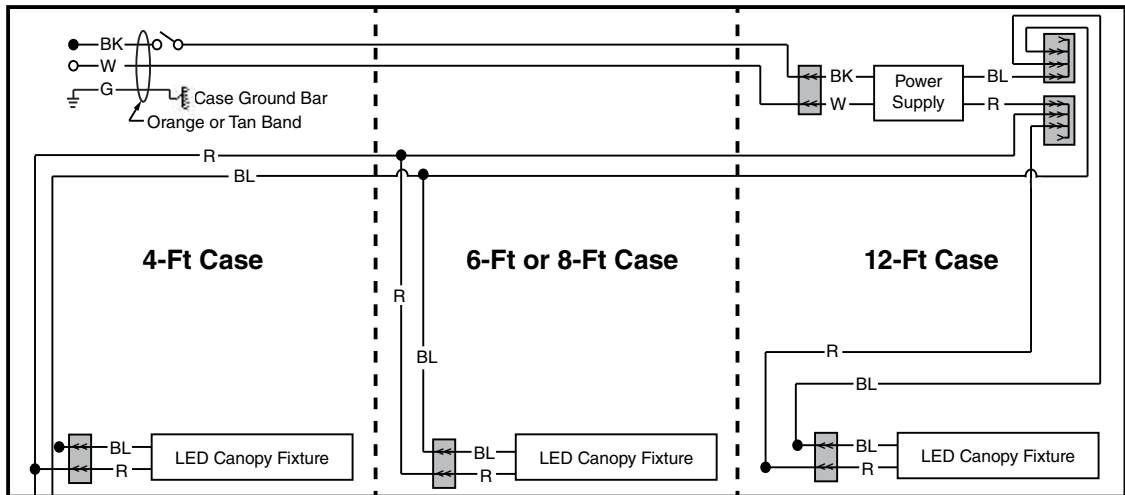 BK
W
G
Case Ground Bar
Orange or Tan Band
BK
W
Power
Supply
BL
R
R
BL
4-Ft Case
6-Ft or 8-Ft Case
12-Ft Case
R
BL
R
BL
BL
R
LED Canopy Fixture
BL
R
LED Canopy Fixture
BL
R
LED Canopy Fixture